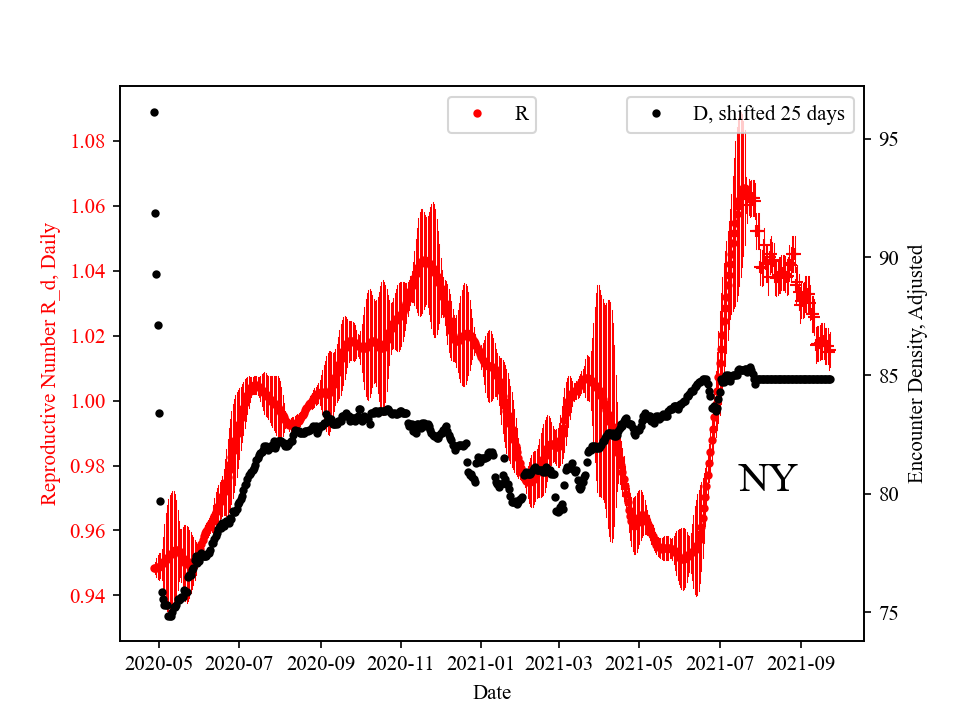 R
D, shifted 25 days
1.08
1.06
1.04
1.02
1.00
0.98
0.96
0.94
Reproductive Number R_d, Daily
95
90
85
80
75
Encounter Density, Adjusted
NY
2020-05 2020-07 2020-09 2020-11 2021-01 2021-03 2021-05 2021-07 2021-09
Date